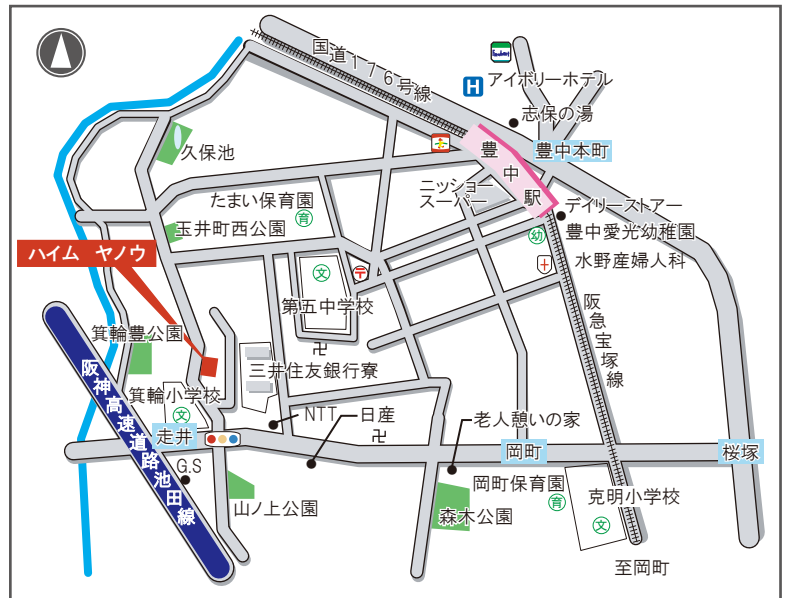 国道176号線
アイボリーホテル
H
志保の湯
豊中本町
豊中駅
久保池
ニッショー
スーパー
たまい保育園
育
デイリーストアー
玉井町西公園
豊中愛光幼稚園
幼
ハイム ヤノウ
水野産婦人科
文
第五中学校
阪急宝塚線
箕輪豊公園
三井住友銀行寮
阪神高速道路池田線
箕輪小学校
文
NTT
日産
老人憩いの家
走井
岡町
桜塚
G.S
岡町保育園
育
克明小学校
文
山ノ上公園
森木公園
至岡町